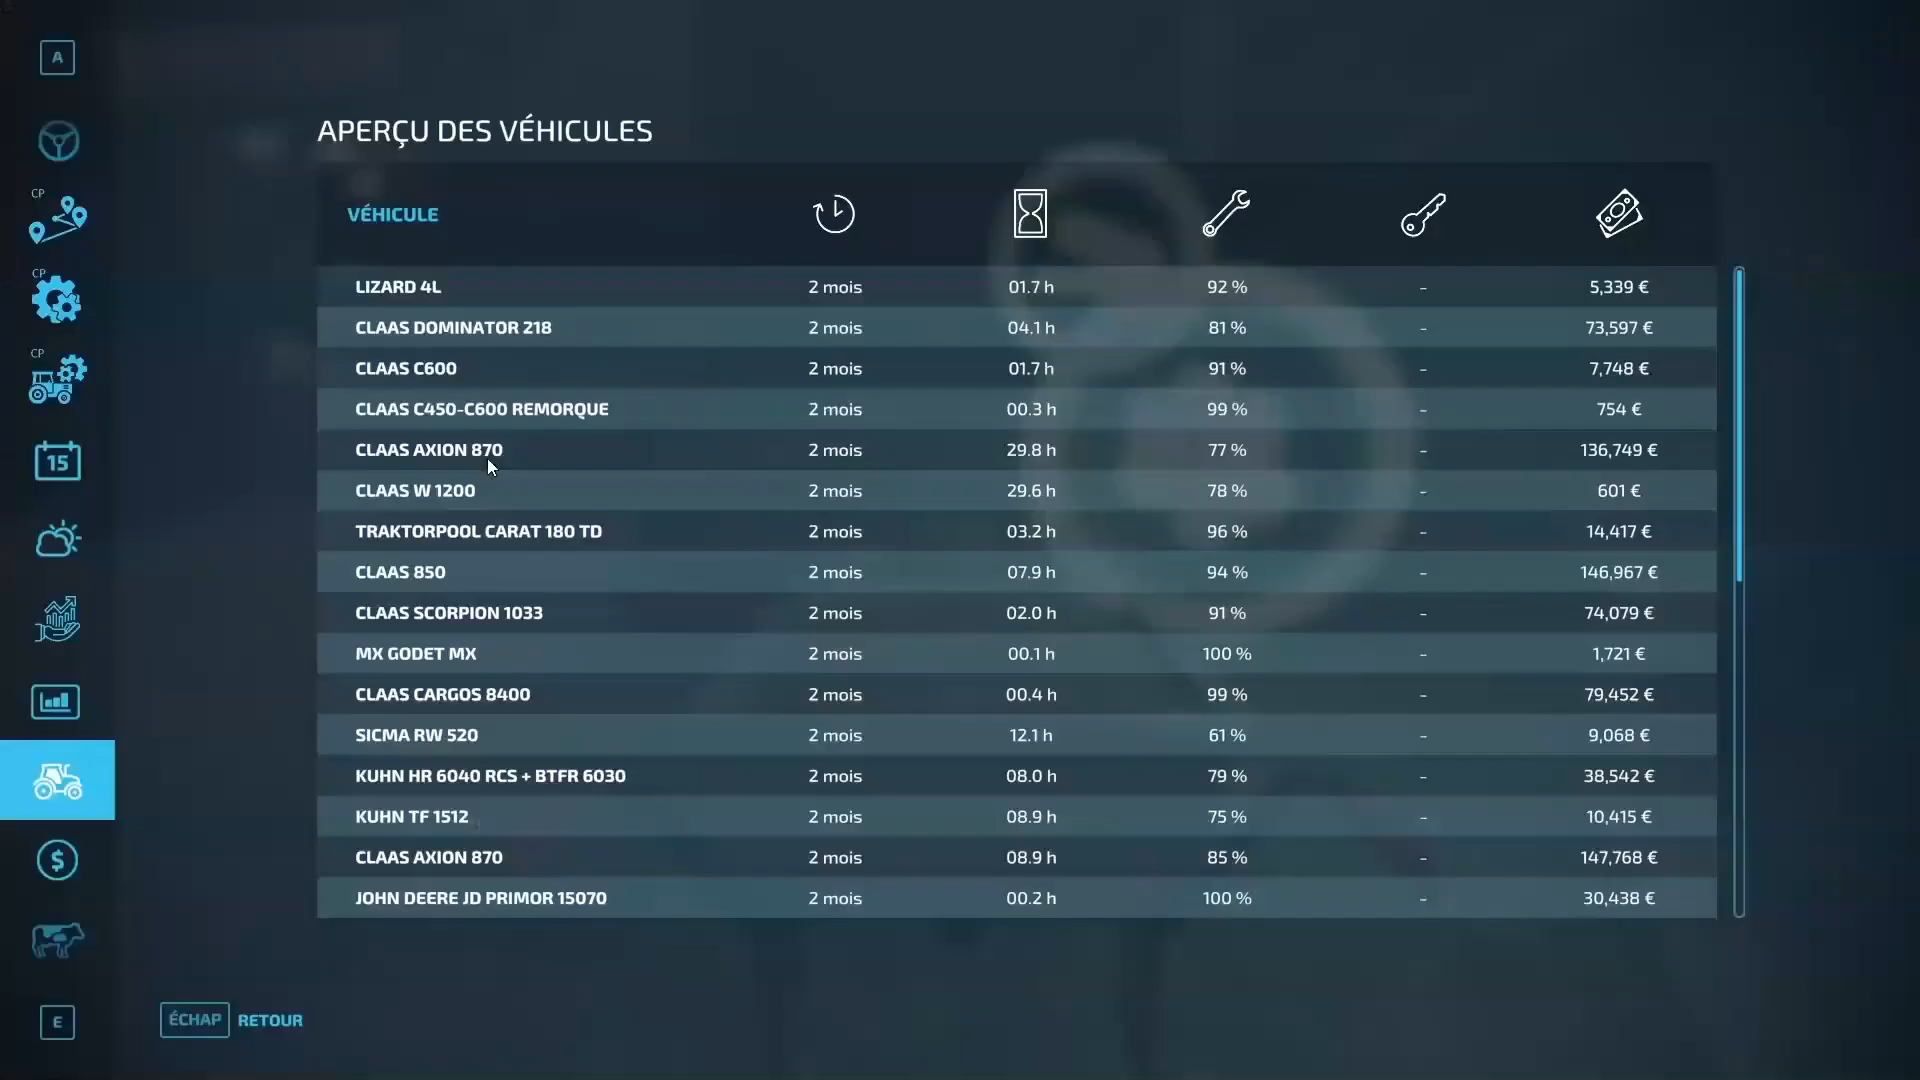 A
CP
CP
CP
15
E
APERÇU DES VÉHICULES
VÉHICULE
LIZARD 4L 2 mois 01.7 h 92 % - 5,339 €
CLAAS DOMINATOR 218 2 mois 04.1 h 81 % - 73,597 €
CLAAS C600 2 mois 01.7 h 91 % - 7,748 €
CLAAS C450-C600 REMORQUE 2 mois 00.3 h 99 % - 754 €
CLAAS AXION 870 2 mois 29.8 h 77 % - 136,749 €
CLAAS W 1200 2 mois 29.6 h 78 % - 601 €
TRAKTORPOOL CARAT 180 TD 2 mois 03.2 h 96 % - 14,417 €
CLAAS 850 2 mois 07.9 h 94 % - 146,967 €
CLAAS SCORPION 1033 2 mois 02.0 h 91 % - 74,079 €
MX GODET MX 2 mois 00.1 h 100 % - 1,721 €
CLAAS CARGOS 8400 2 mois 00.4 h 99 % - 79,452 €
SICMA RW 520 2 mois 12.1 h 61 % - 9,068 €
KUHN HR 6040 RCS + BTFR 6030 2 mois 08.0 h 79 % - 38,542 €
KUHN TF 1512 2 mois 08.9 h 75 % - 10,415 €
CLAAS AXION 870 2 mois 08.9 h 85 % - 147,768 €
JOHN DEERE JD PRIMOR 15070 2 mois 00.2 h 100 % - 30,438 €
ÉCHAP RETOUR